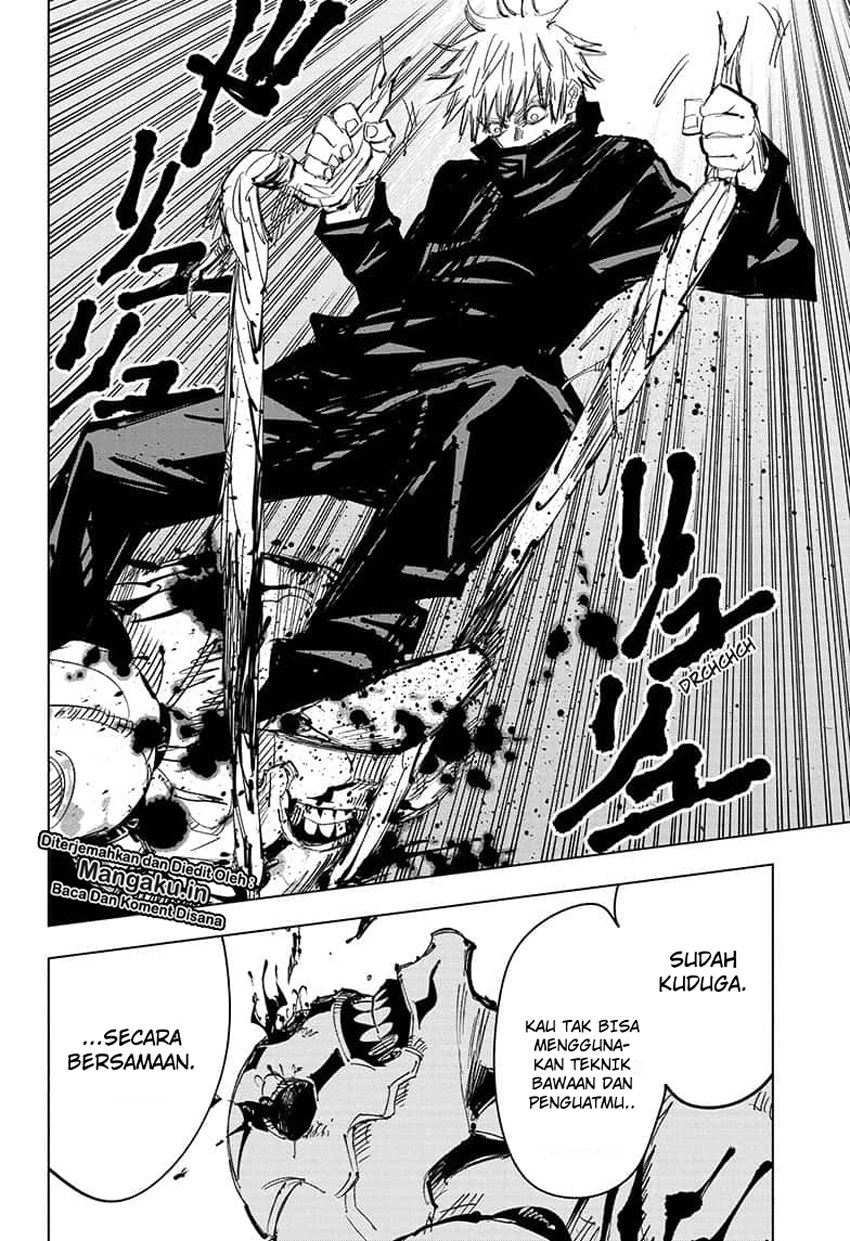 ズリュリュ
リュリュ
DRCHCHCH
Diterjemahkan dan Diedit Oleh :
Mangaku.in
Baca Dan Koment Disana
SUDAH
KUDUGA.
KAU TAK BISA
MENGGUNA-
KAN TEKNIK
BAWAAN DAN
PENGUATMU..
...SECARA
BERSAMAAN.